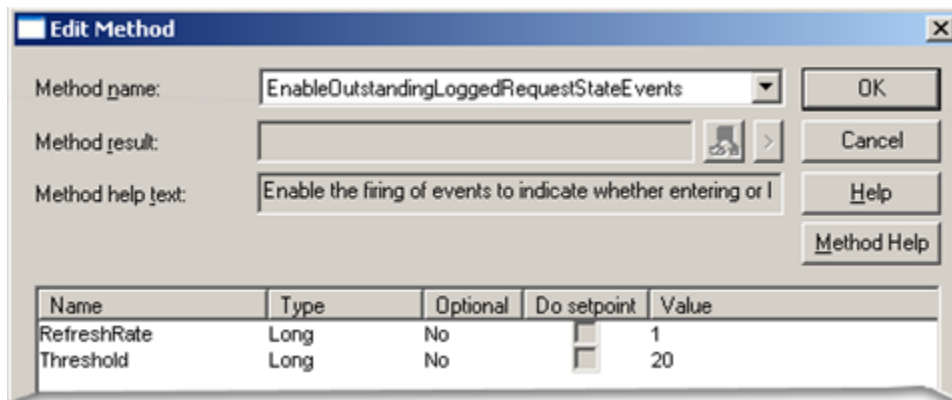 Edit Method
Method name: EnableOutstandingLoggedRequestStateEvents OK
Method result: > Cancel
Method help text: Enable the firing of events to indicate whether entering or l Help
Method Help
Name Type Optional Do setpoint Value
RefreshRate Long No 1
Threshold Long No 20